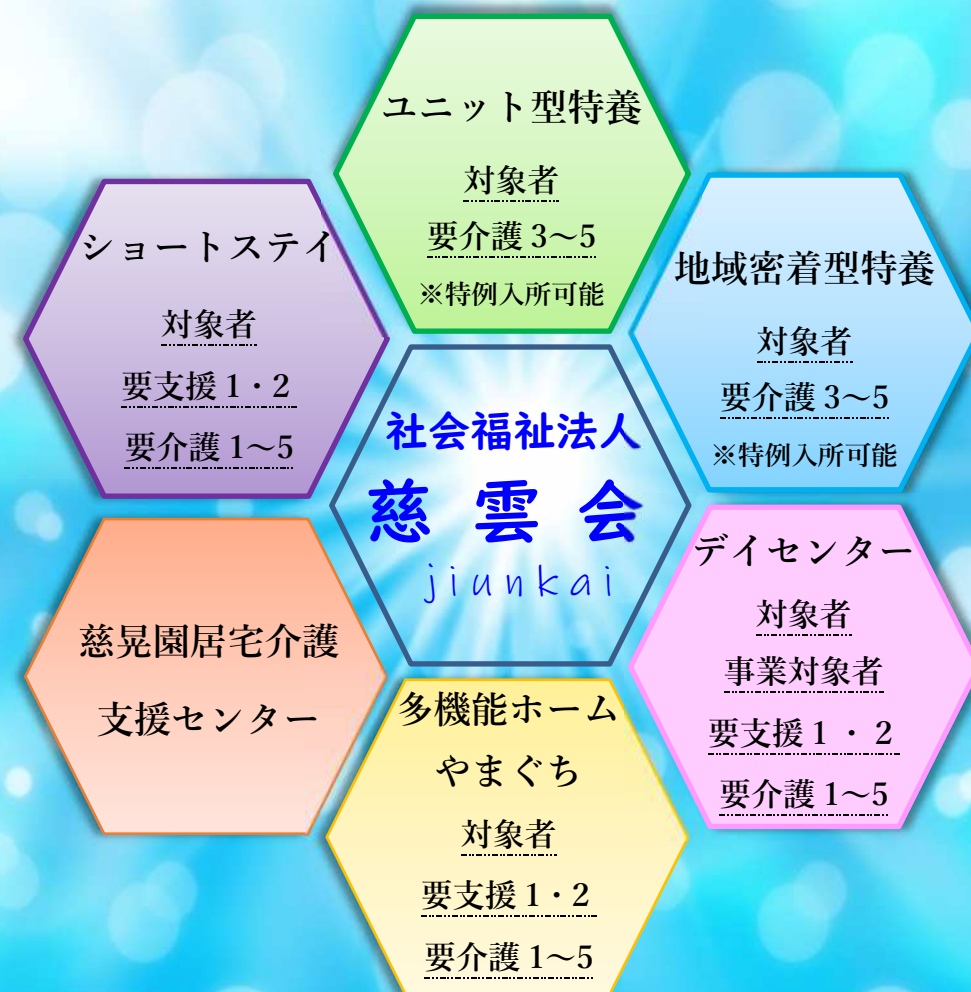 ユニット型特養
対象者
要介護 3～5
※特例入所可能
ショートステイ
対象者
要支援 1・2
要介護 1～5
地域密着型特養
対象者
要介護 3～5
※特例入所可能
社会福祉法人
慈雲会
jiunkai
慈晃園居宅介護
支援センター
デイセンター
対象者
事業対象者
要支援 1 ・ 2
要介護 1～5
多機能ホーム
やまぐち
対象者
要支援 1・2
要介護 1～5